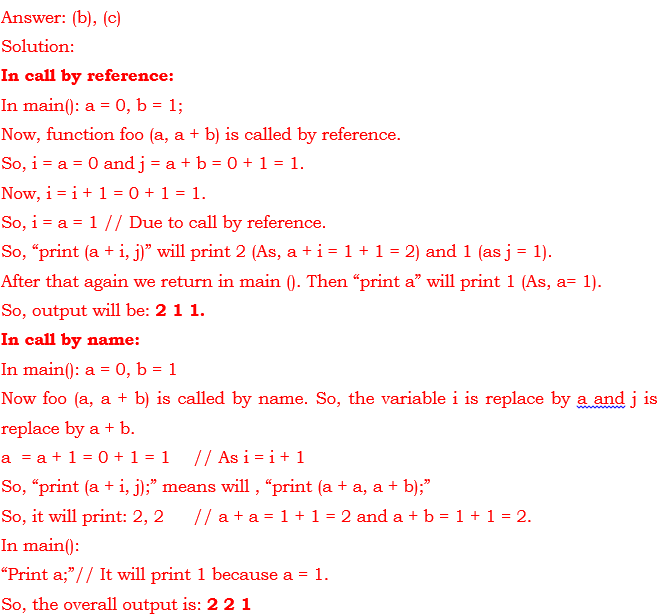 Answer: (b), (c)
Solution:
In call by reference:
In main(): a = 0, b = 1;
Now, function foo (a, a + b) is called by reference.
So, i = a = 0 and j = a + b = 0 + 1 = 1.
Now, i = i + 1 = 0 + 1 = 1.
So, i = a = 1 // Due to call by reference.
So, “print (a + i, j)” will print 2 (As, a + i = 1 + 1 = 2) and 1 (as j = 1).
After that again we return in main (). Then “print a” will print 1 (As, a= 1).
So, output will be: 2 1 1.
In call by name:
In main(): a = 0, b = 1
Now foo (a, a + b) is called by name. So, the variable i is replace by a and j is
replace by a + b.
a = a + 1 = 0 + 1 = 1 // As i = i + 1
So, “print (a + i, j);” means will , “print (a + a, a + b);”
So, it will print: 2, 2 // a + a = 1 + 1 = 2 and a + b = 1 + 1 = 2.
In main():
“Print a;”// It will print 1 because a = 1.
So, the overall output is: 2 2 1